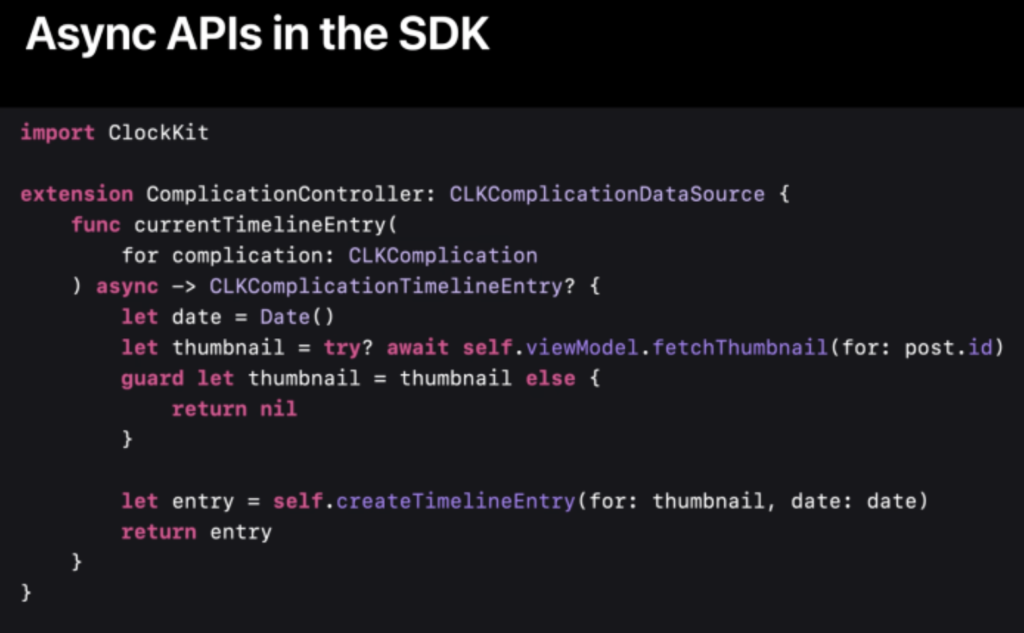 Async APIs in the SDK
import ClockKit
extension ComplicationController: CLKComplicationDataSource {
    func currentTimelineEntry(
        for complication: CLKComplication
    ) async -> CLKComplicationTimelineEntry? {
        let date = Date()
        let thumbnail = try? await self.viewModel.fetchThumbnail(for: post.id)
        guard let thumbnail = thumbnail else {
            return nil
        }
        let entry = self.createTimelineEntry(for: thumbnail, date: date)
        return entry
    }
}